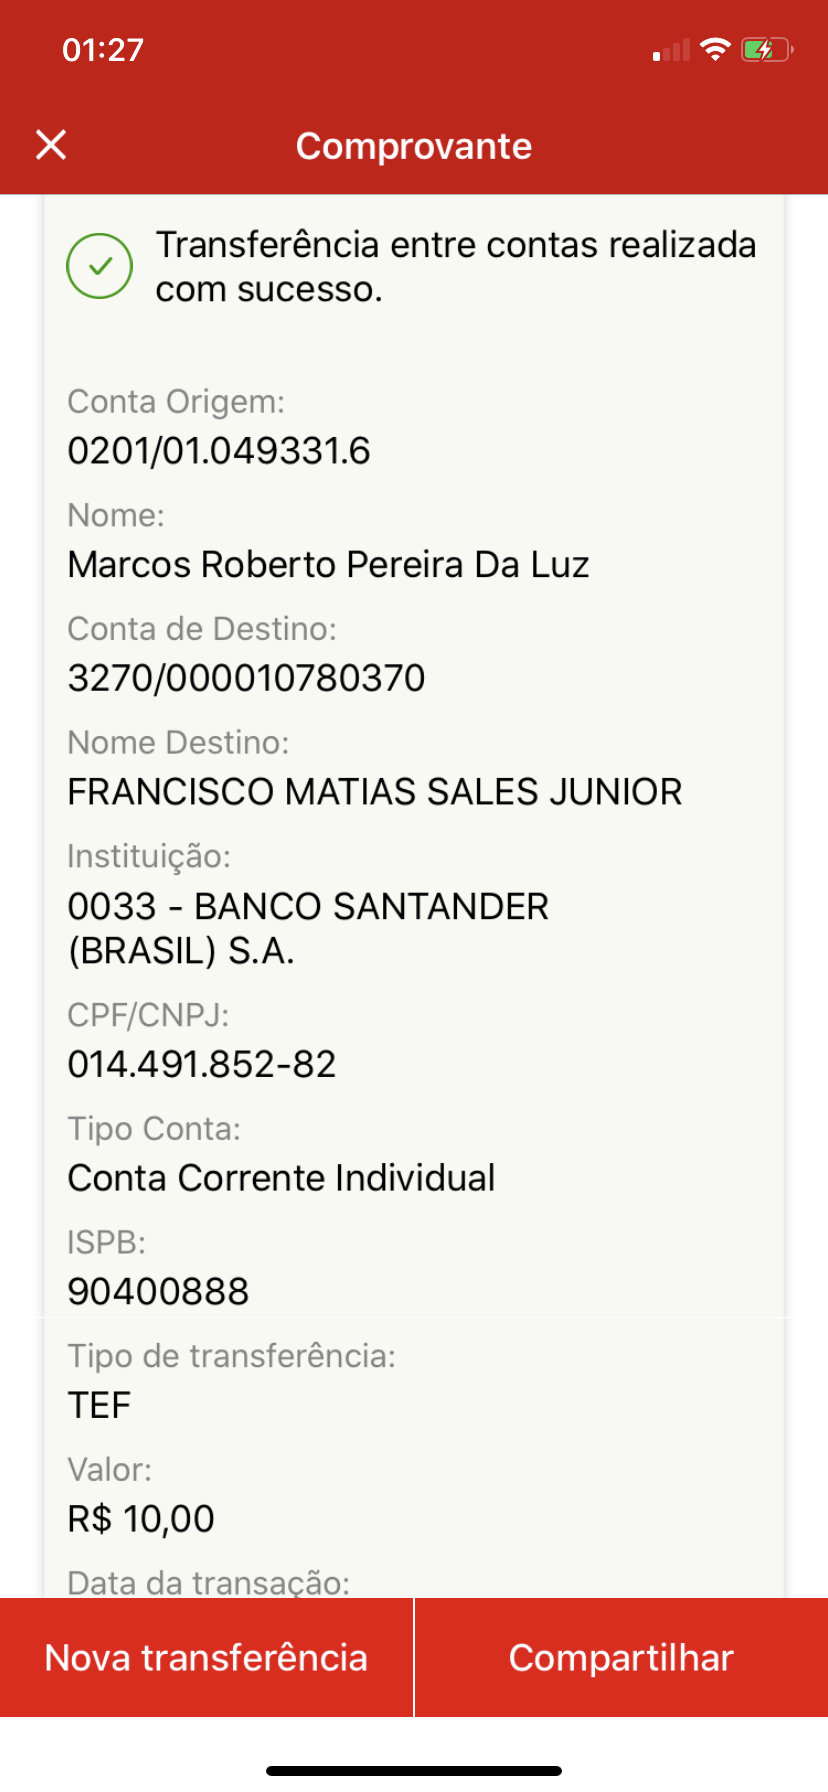 01:27
Comprovante
Transferência entre contas realizada
com sucesso.
Conta Origem:
0201/01.049331.6
Nome:
Marcos Roberto Pereira Da Luz
Conta de Destino:
3270/000010780370
Nome Destino:
FRANCISCO MATIAS SALES JUNIOR
Instituição:
0033 - BANCO SANTANDER
(BRASIL) S.A.
CPF/CNPJ:
014.491.852-82
Tipo Conta:
Conta Corrente Individual
ISPB:
90400888
Tipo de transferência:
TEF
Valor:
R$ 10,00
Data da transação:
Nova transferência
Compartilhar